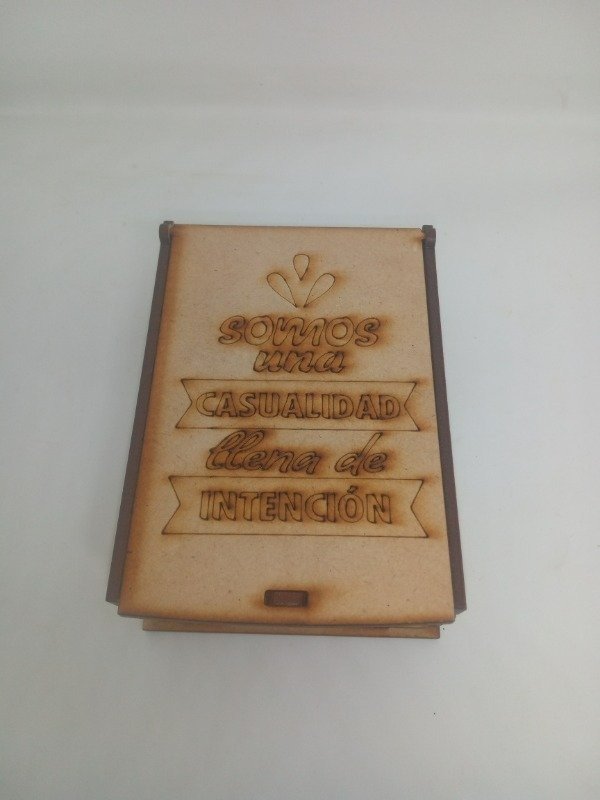 somos
una
CASUALIDAD
llena de
INTENCIÓN